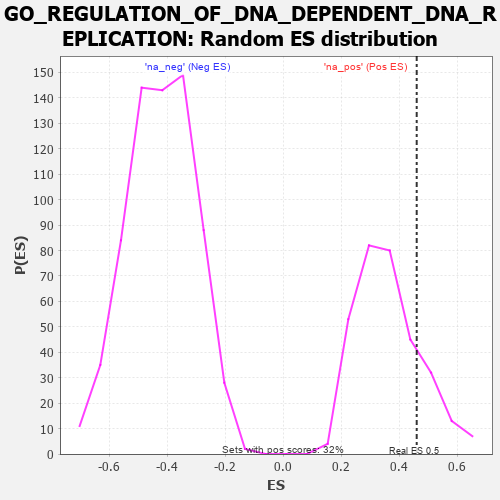 GO_REGULATION_OF_DNA_DEPENDENT_DNA_R
EPLICATION: Random ES distribution
'na_neg' (Neg ES)
'na_pos' (Pos ES)
150
140
130
120
110
100
90
80
70
60
50
40
30
20
10
0
P(ES)
Sets with pos scores: 32%
Real ES 0.5
-0.6
-0.4
-0.2
0.0
0.2
0.4
0.6
ES